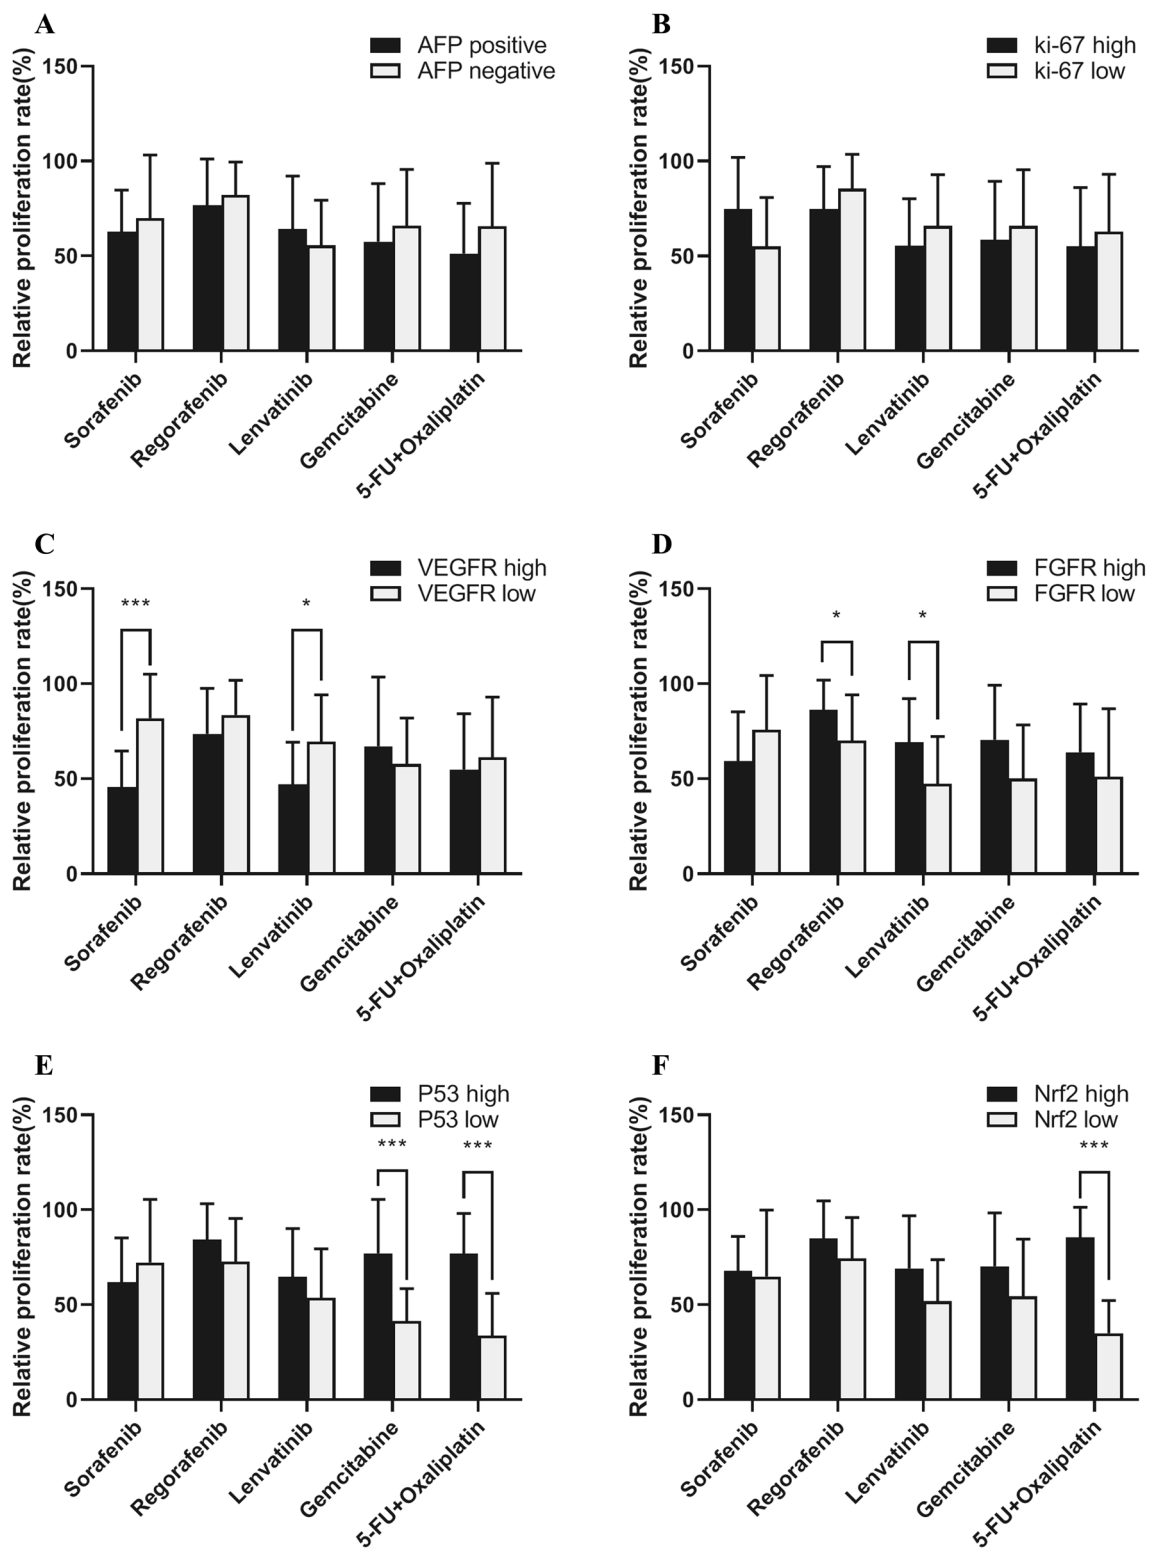 A
AFP positive
AFP negative
Relative proliferation rate(%)
150
100
50
0
Sorafenib
Regorafenib
Lenvatinib
Gemcitabine
5-FU+Oxaliplatin
B
ki-67 high
ki-67 low
Relative proliferation rate(%)
150
100
50
0
Sorafenib
Regorafenib
Lenvatinib
Gemcitabine
5-FU+Oxaliplatin
C
VEGFR high
VEGFR low
Relative proliferation rate(%)
150
100
50
0
***
*
Sorafenib
Regorafenib
Lenvatinib
Gemcitabine
5-FU+Oxaliplatin
D
FGFR high
FGFR low
Relative proliferation rate(%)
150
100
50
0
*
*
Sorafenib
Regorafenib
Lenvatinib
Gemcitabine
5-FU+Oxaliplatin
E
P53 high
P53 low
Relative proliferation rate(%)
150
100
50
0
***
***
Sorafenib
Regorafenib
Lenvatinib
Gemcitabine
5-FU+Oxaliplatin
F
Nrf2 high
Nrf2 low
Relative proliferation rate(%)
150
100
50
0
***
Sorafenib
Regorafenib
Lenvatinib
Gemcitabine
5-FU+Oxaliplatin